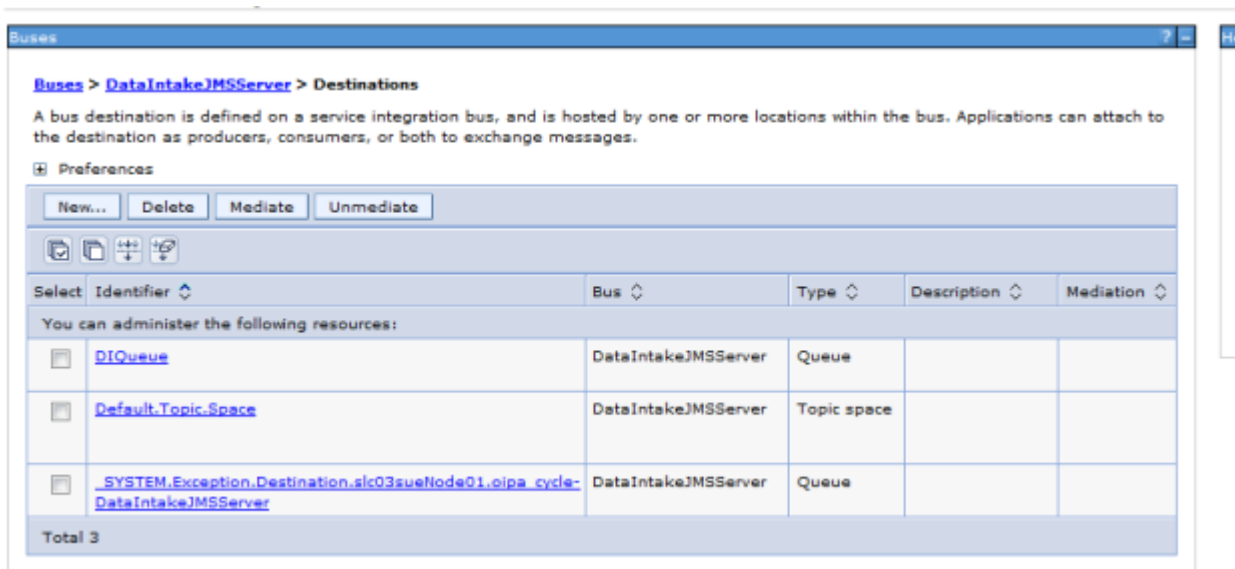 Buses ? –
Buses > DataIntakeJMSServer > Destinations
A bus destination is defined on a service integration bus, and is hosted by one or more locations within the bus. Applications can attach to
the destination as producers, consumers, or both to exchange messages.
Preferences
New... Delete Mediate Unmediate
Select Identifier Bus Type Description Mediation
You can administer the following resources:
DIQueue DataIntakeJMSServer Queue
Default.Topic.Space DataIntakeJMSServer Topic space
_SYSTEM.Exception.Destination.slc03sueNode01.oipa_cycle- DataIntakeJMSServer Queue
DataIntakeJMSServer
Total 3